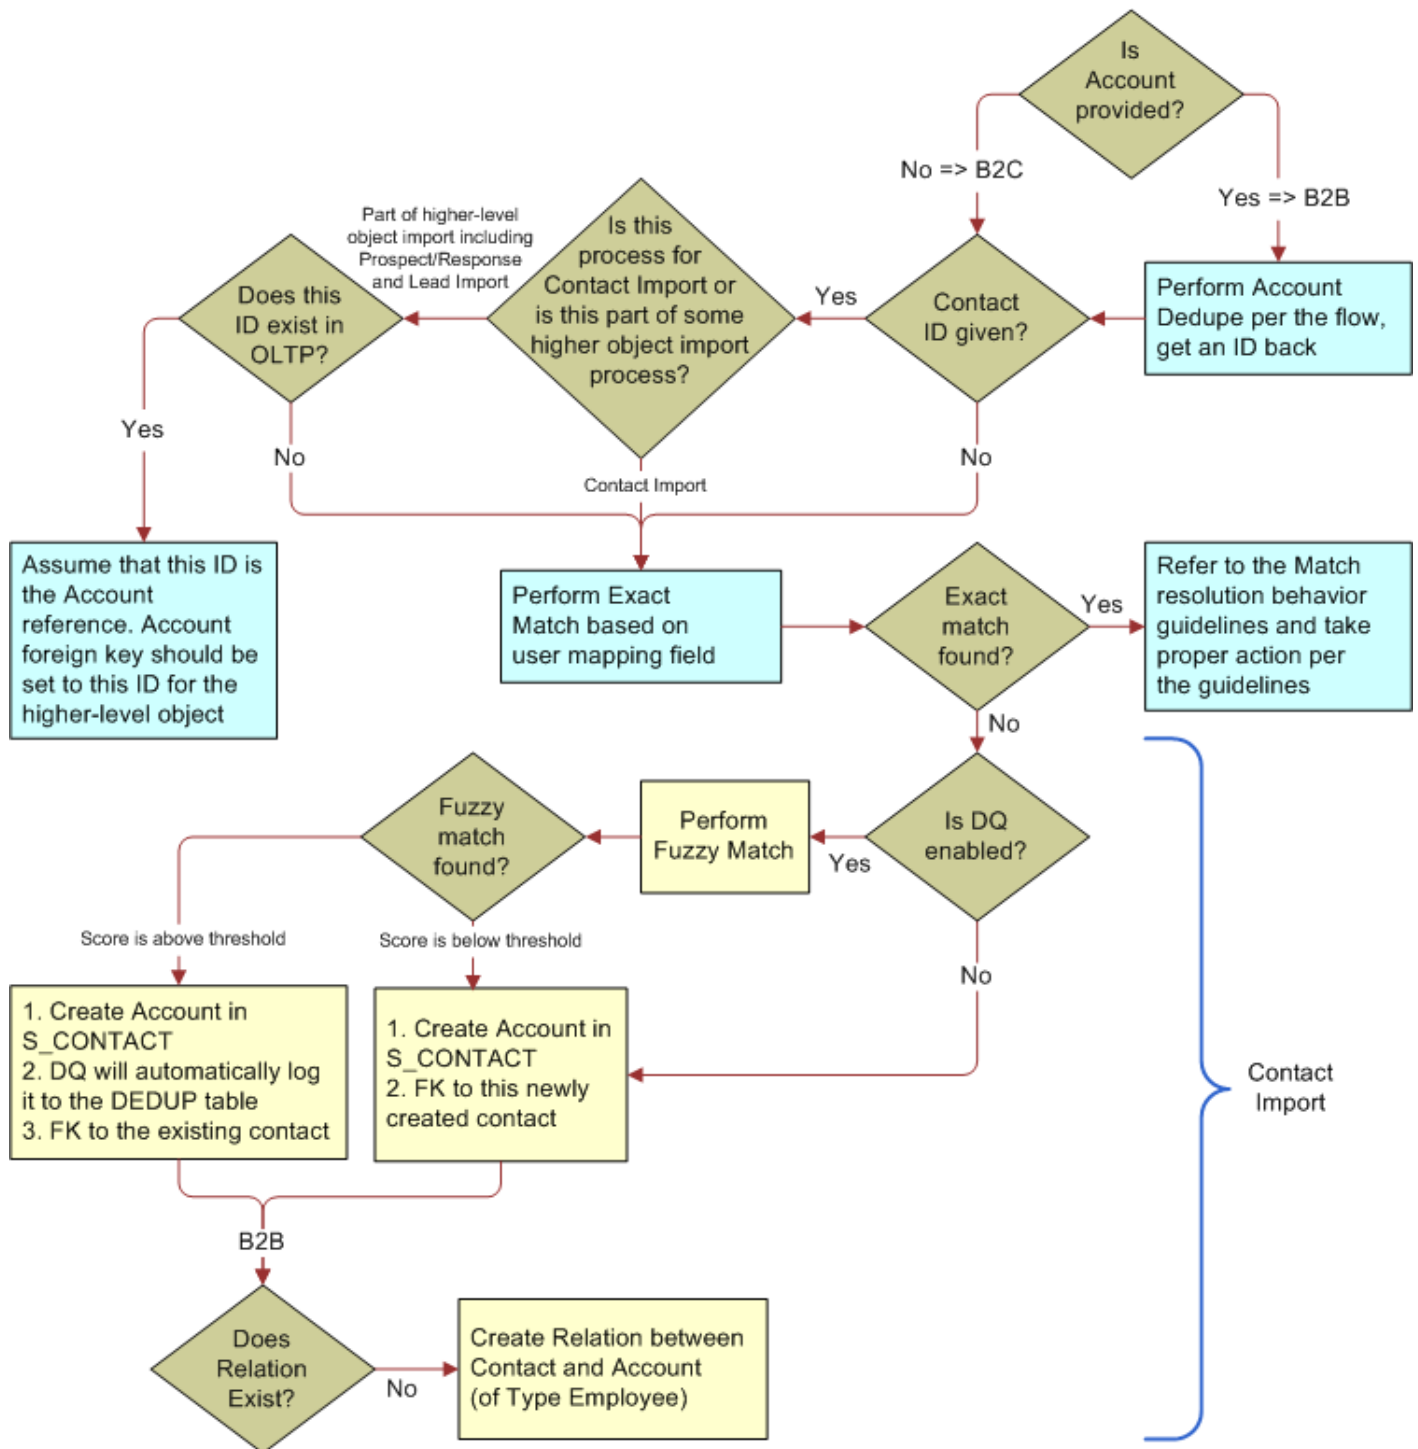 Is
Account
provided?
No => B2C
Yes => B2B
Part of higher-level
object import including
Prospect/Response
and Lead Import
Is this
process for
Contact Import or
is this part of some
higher object import
process?
Does this
ID exist in
OLTP?
Yes
Contact
ID given?
Perform Account
Dedupe per the flow,
get an ID back
Yes
No
Contact Import
No
Assume that this ID is
the Account
reference. Account
foreign key should be
set to this ID for the
higher-level object
Perform Exact
Match based on
user mapping field
Exact
match
found?
Yes
Refer to the Match
resolution behavior
guidelines and take
proper action per
the guidelines
No
Fuzzy
match
found?
Perform
Fuzzy Match
Yes
Is DQ
enabled?
Score is above threshold
Score is below threshold
No
1. Create Account in
S_CONTACT
2. DQ will automatically log
it to the DEDUP table
3. FK to the existing contact
1. Create Account in
S_CONTACT
2. FK to this newly
created contact
Contact
Import
B2B
Does
Relation
Exist?
No
Create Relation between
Contact and Account
(of Type Employee)